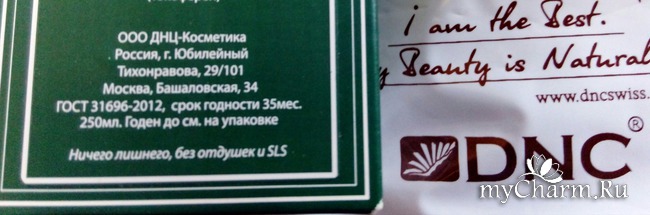 ООО ДНЦ-Косметика
Россия, г. Юбилейный
Тихонравова, 29/101
Москва, Башаловская, 34
ГОСТ 31696-2012, срок годности 35мес.
250мл. Годен до см. на упаковке
Ничего лишнего, без отдушек и SLS
I am the Best.
y Beauty is Natural
www.dncswiss.
DNC®
myCharm.Ru